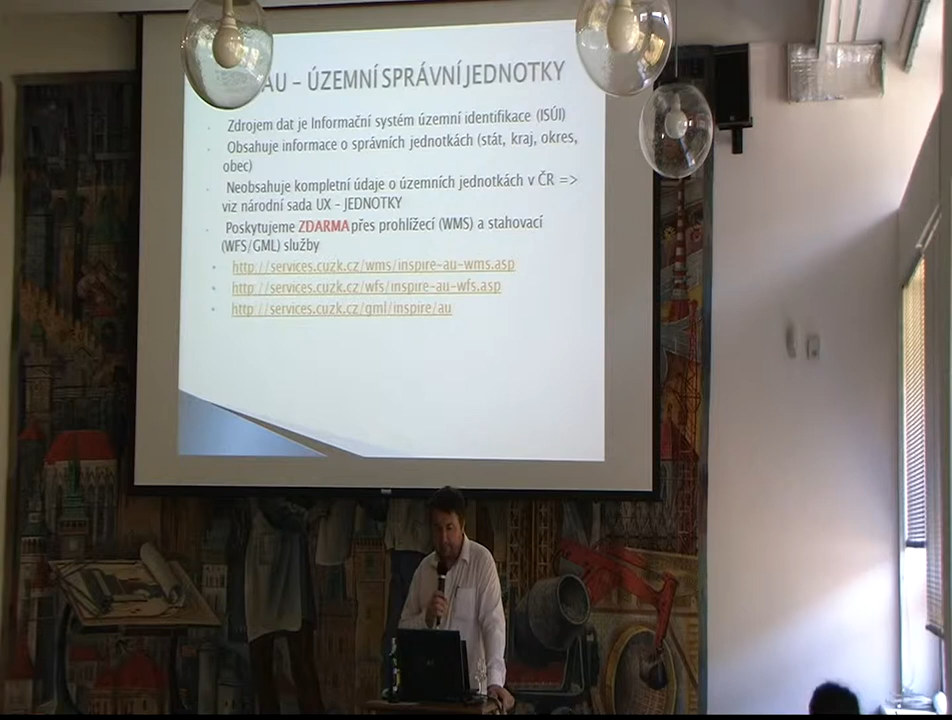 AU – ÚZEMNÍ SPRÁVNÍ JEDNOTKY
Zdrojem dat je Informační systém územní identifikace (ISÚI)
Obsahuje informace o správních jednotkách (stát, kraj, okres,
obec)
Neobsahuje kompletní údaje o územních jednotkách v ČR =>
viz národní sada UX - JEDNOTKY
Poskytujeme ZDARMA přes prohlížecí (WMS) a stahovací
(WFS/GML) služby
http://services.cuzk.cz/wms/inspire-au-wms.asp
http://services.cuzk.cz/wfs/inspire-au-wfs.asp
http://services.cuzk.cz/gml/inspire/au